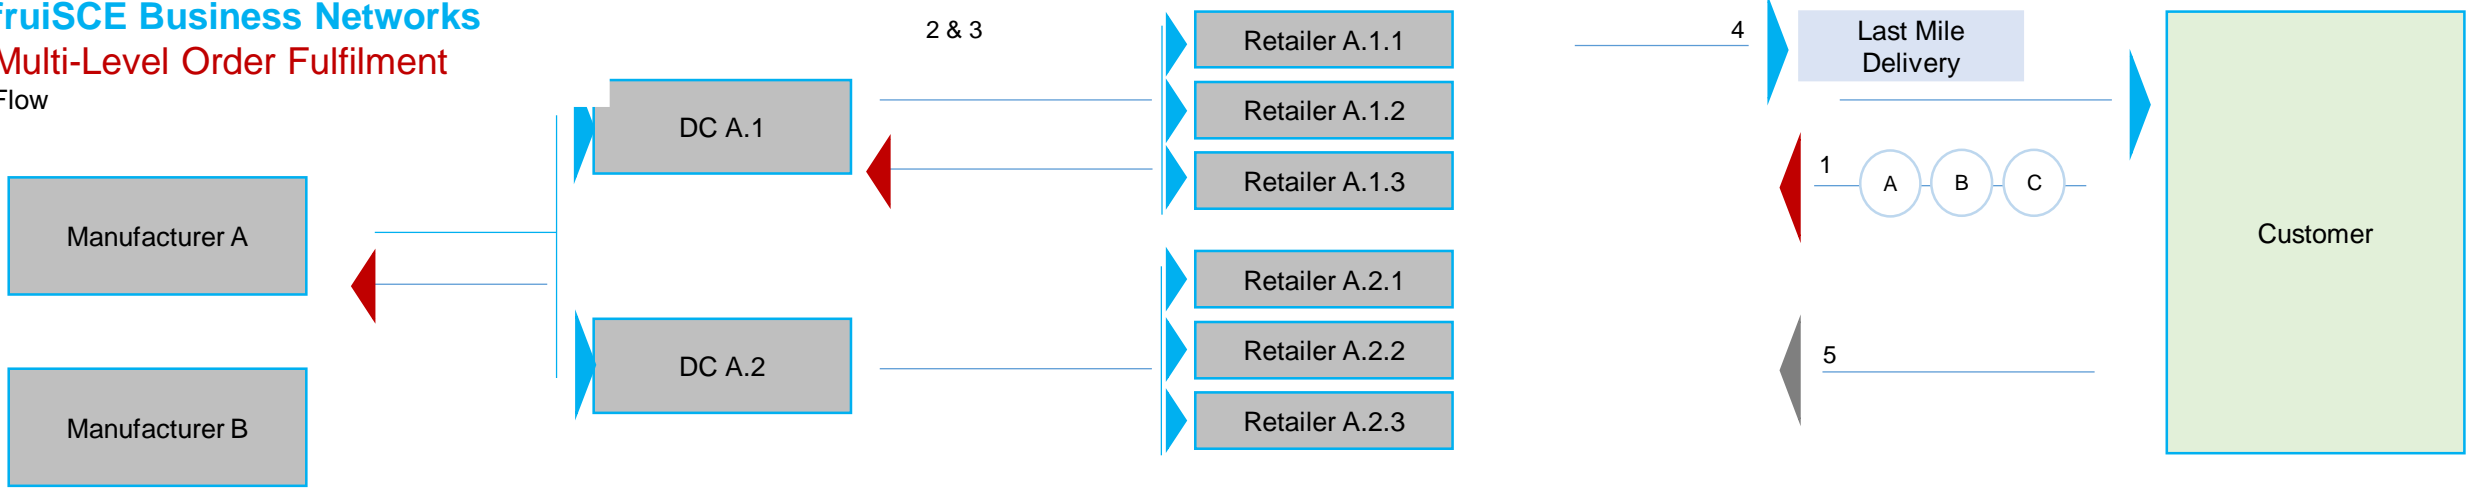 fruiSCE Business Networks
Multi-Level Order Fulfilment
Flow
Manufacturer A
Manufacturer B
DC A.1
DC A.2
2 & 3
Retailer A.1.1
Retailer A.1.2
Retailer A.1.3
Retailer A.2.1
Retailer A.2.2
Retailer A.2.3
4
Last Mile
Delivery
1
A
B
C
5
Customer